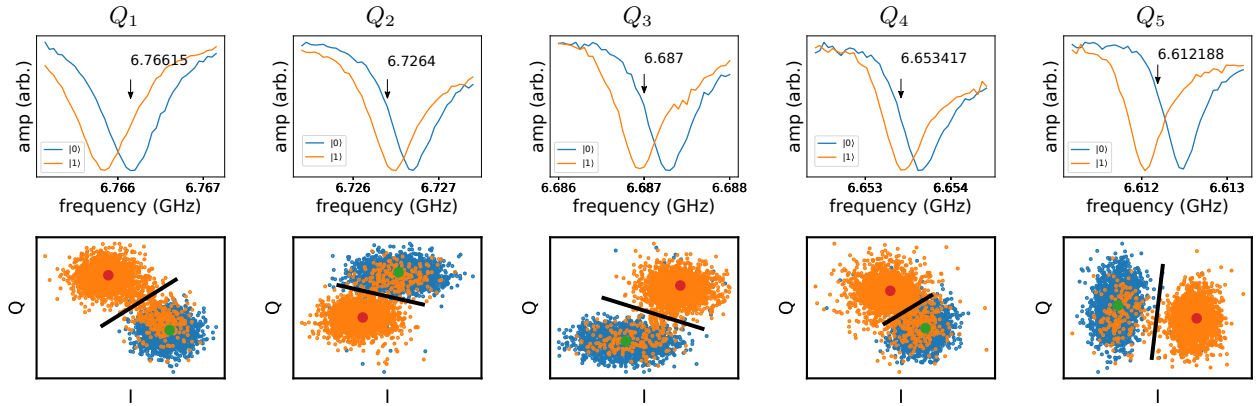 Q1 Q2 Q3 Q4 Q5
amp (arb.)
6.76615
|0⟩
|1⟩
6.766 6.767
frequency (GHz)
6.7264
|0⟩
|1⟩
6.726 6.727
frequency (GHz)
amp (arb.)
6.687
|0⟩
|1⟩
6.686 6.687 6.688
frequency (GHz)
amp (arb.)
6.653417
|0⟩
|1⟩
6.653 6.654
frequency (GHz)
amp (arb.)
6.612188
|0⟩
|1⟩
6.612 6.613
frequency (GHz)
amp (arb.)
Q
I
Q
I
Q
I
Q
I
Q
I